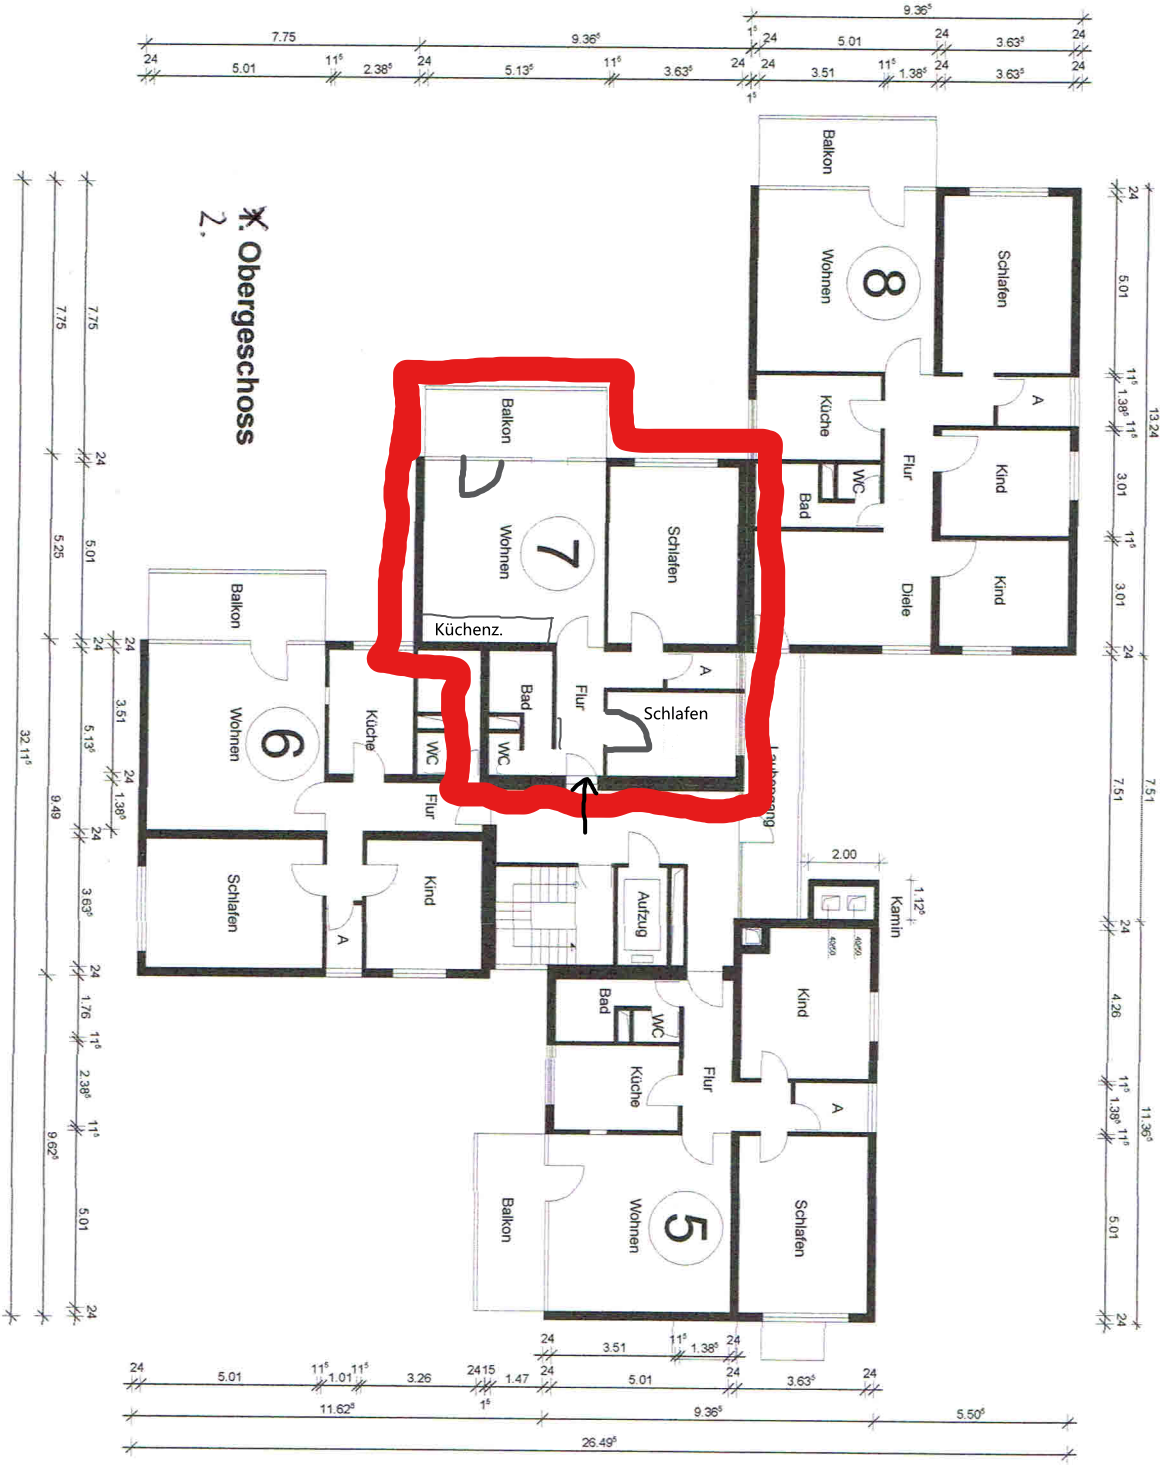 9.36⁵
7.75
9.36⁵
1⁵
24
5.01
24
3.63⁵
24
24
5.01
11⁵
2.38⁵
24
5.13⁵
11⁵
3.63⁵
24
24
3.51
11⁵
1.38⁵
24
3.63⁵
24
1⁵
Balkon
Wohnen
8
Schlafen
Küche
A
Flur
Kind
WC
Bad
Diele
Kind
24
5.01
11⁵
1.38⁵
11⁵
3.01
11⁵
3.01
24
13.24
7.51
7.51
1. Obergeschoss
2.
Balkon
Wohnen
7
Schlafen
Küchenz.
A
Bad
Flur
Schlafen
WC
Laubengang
Balkon
Wohnen
6
Küche
WC
Flur
Schlafen
Kind
A
Aufzug
2.00
1.12⁵
Kamin
Kind
Bad
WC
Küche
Flur
A
Balkon
Wohnen
5
Schlafen
24
4.26
11⁵
1.38⁵
11⁵
5.01
24
11.36⁵
7.75
7.75
24
5.25
5.01
24
24
3.51
5.13⁵
24
1.38⁵
24
32.11⁵
9.49
3.63⁵
24
1.76
11⁵
2.38⁵
11⁵
9.62⁵
5.01
24
24
3.51
11⁵
1.38⁵
24
24
5.01
11⁵
1.01
11⁵
3.26
24
15
1.47
24
5.01
24
3.63⁵
24
1⁵
11.62⁵
9.36⁵
5.50⁵
26.49⁵